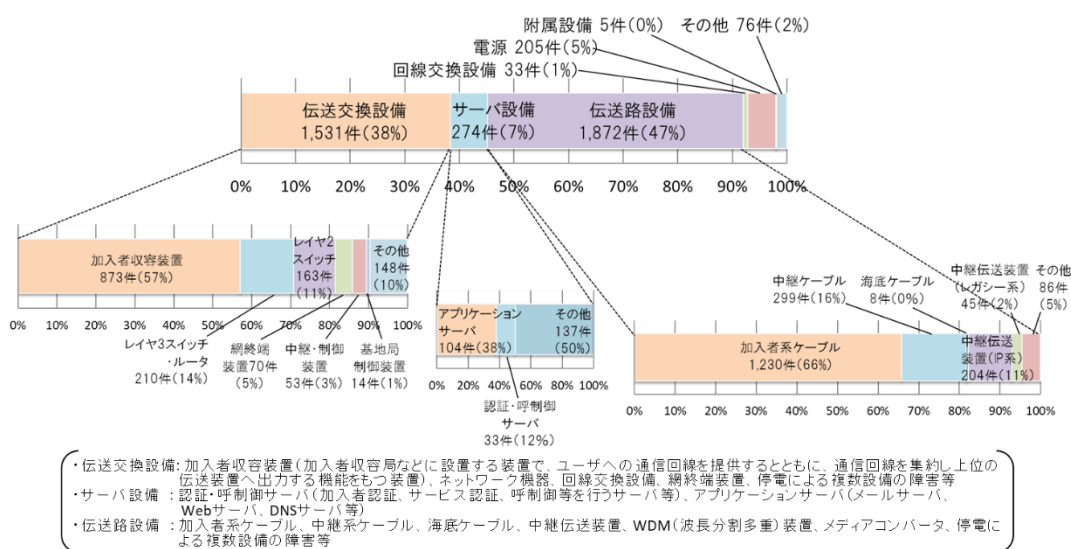 附属設備 5件(0%)
その他 76件(2%)
電源 205件(5%)
回線交換設備 33件(1%)
伝送交換設備
1,531件(38%)
サーバ設備
274件(7%)
伝送路設備
1,872件(47%)
0% 10% 20% 30% 40% 50% 60% 70% 80% 90% 100%
加入者収容装置
873件(57%)
レイヤ2
スイッチ
163件
(11%)
その他
148件
(10%)
0% 10% 20% 30% 40% 50% 60% 70% 80% 90% 100%
レイヤ3スイッチ
・ルータ
210件(14%)
網終端
装置70件
(5%)
中継・制御
装置
53件(3%)
基地局
制御装置
14件(1%)
アプリケーション
サーバ
104件(38%)
その他
137件
(50%)
0% 20% 40% 60% 80% 100%
認証・呼制御
サーバ
33件(12%)
中継ケーブル
299件(16%)
海底ケーブル
8件(0%)
中継伝送装置
(レガシー系)
45件(2%)
その他
86件
(5%)
加入者系ケーブル
1,230件(66%)
中継伝送
装置(IP系)
204件(11%)
0% 10% 20% 30% 40% 50% 60% 70% 80% 90% 100%
・伝送交換設備:加入者収容装置(加入者収容局などに設置する装置で、ユーザへの通信回線を提供するとともに、通信回線を集約し上位の
伝送装置へ出力する機能をもつ装置)、ネットワーク機器、回線交換設備、網終端装置、停電による複数設備の障害等
・サーバ設備 :認証・呼制御サーバ(加入者認証、サービス認証、呼制御等を行うサーバ等)、アプリケーションサーバ(メールサーバ、
Webサーバ、DNSサーバ等)
・伝送路設備 :加入者系ケーブル、中継系ケーブル、海底ケーブル、中継伝送装置、WDM(波長分割多重)装置、メディアコンバータ、停電に
よる複数設備の障害等